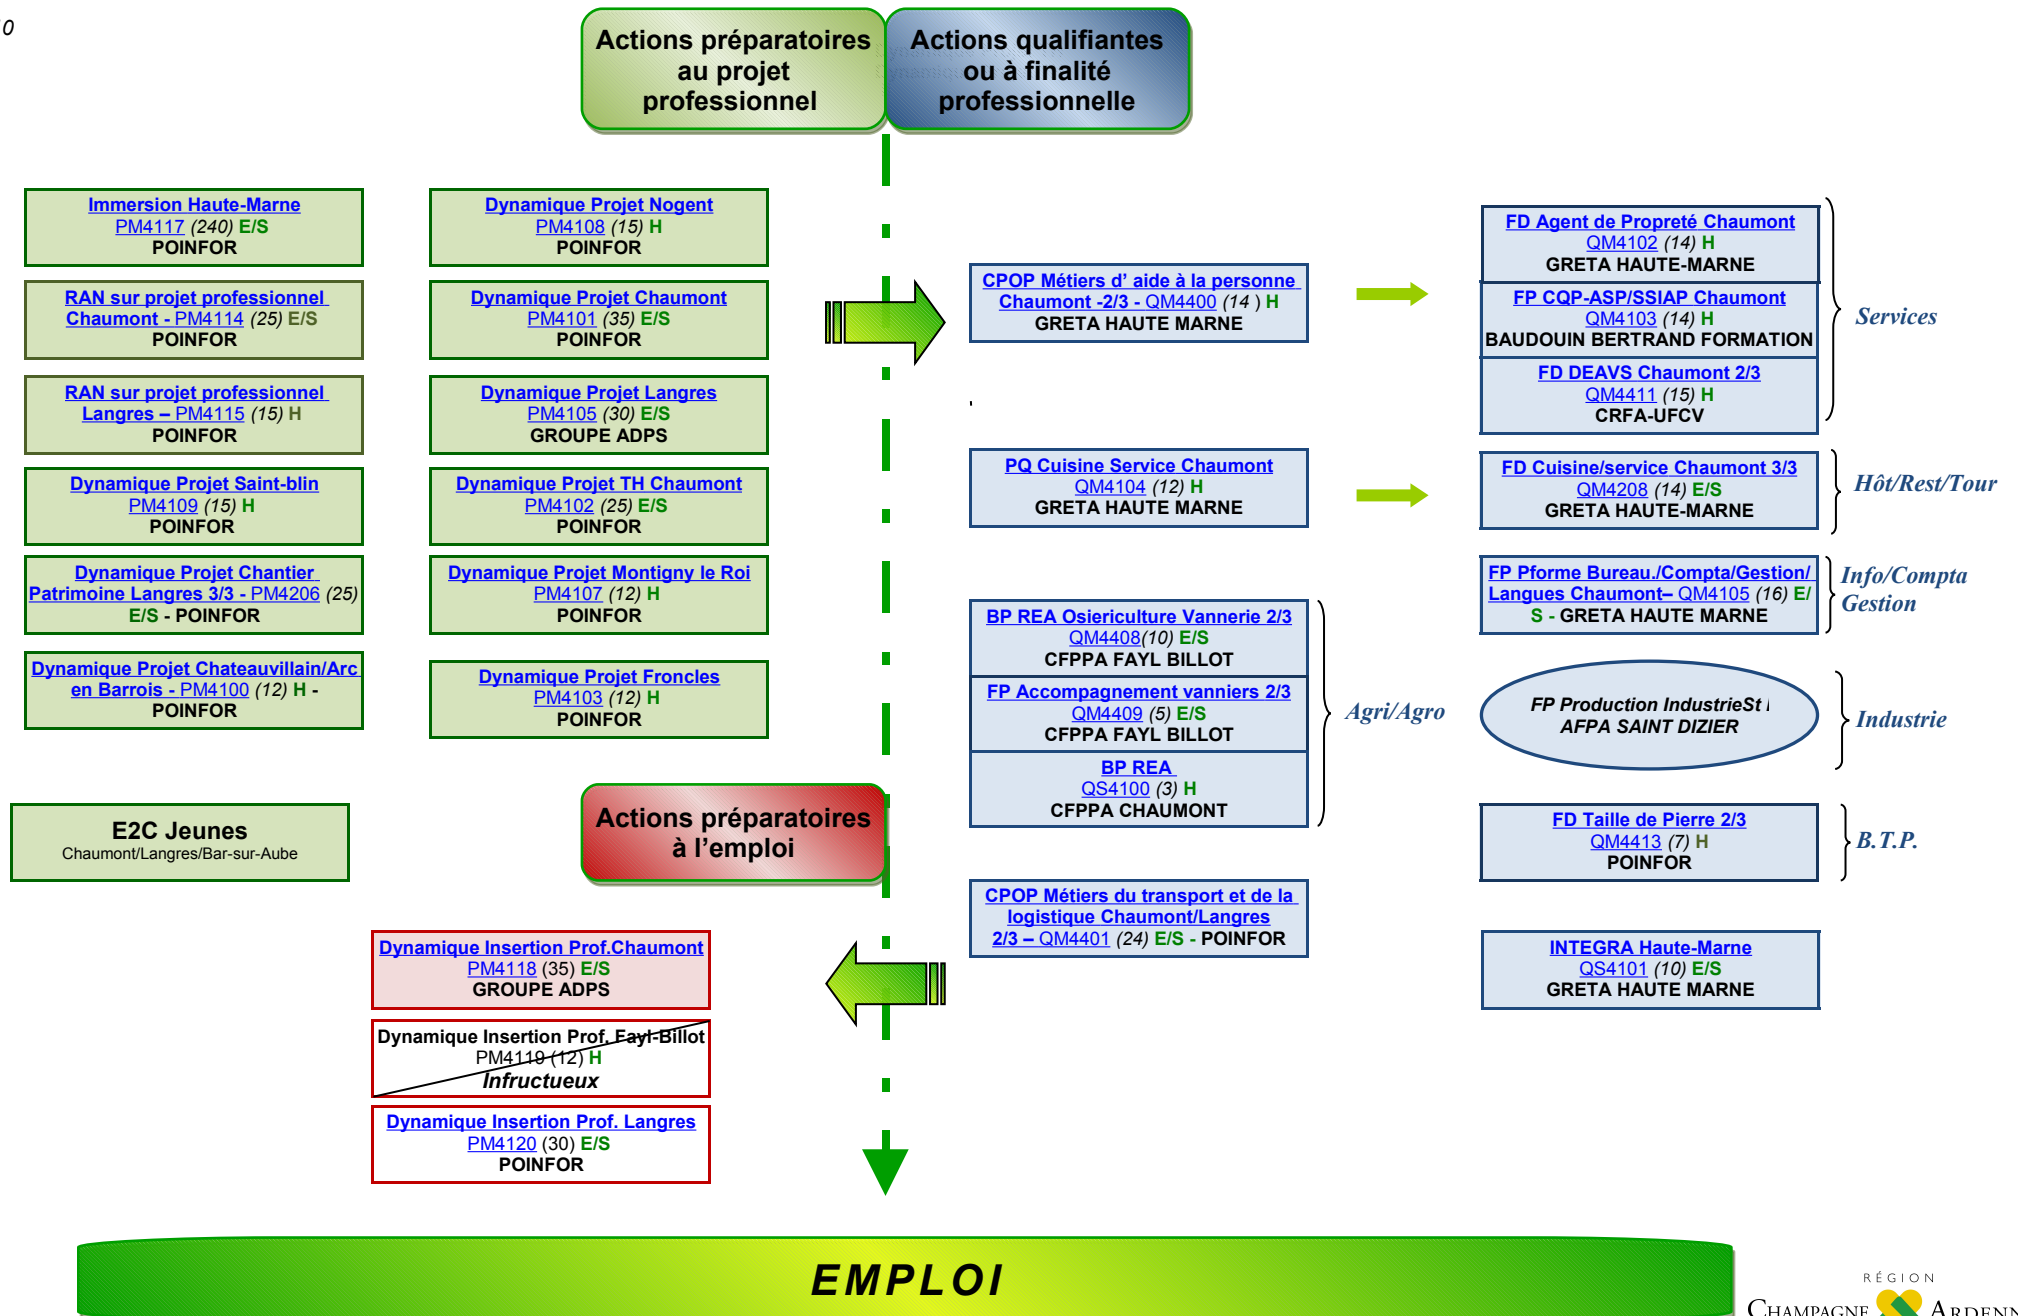 Actions préparatoires
au projet
professionnel
Actions qualifiantes
ou à finalité
professionnelle
Immersion Haute-Marne
PM4117 (240) E/S
POINFOR
RAN sur projet professionnel
Chaumont - PM4114 (25) E/S
POINFOR
RAN sur projet professionnel
Langres – PM4115 (15) H
POINFOR
Dynamique Projet Saint-blin
PM4109 (15) H
POINFOR
Dynamique Projet Chantier
Patrimoine Langres 3/3 - PM4206 (25)
E/S - POINFOR
Dynamique Projet Chateauvillain/Arc
en Barrois - PM4100 (12) H -
POINFOR
E2C Jeunes
Chaumont/Langres/Bar-sur-Aube
Dynamique Projet Nogent
PM4108 (15) H
POINFOR
Dynamique Projet Chaumont
PM4101 (35) E/S
POINFOR
Dynamique Projet Langres
PM4105 (30) E/S
GROUPE ADPS
Dynamique Projet TH Chaumont
PM4102 (25) E/S
POINFOR
Dynamique Projet Montigny le Roi
PM4107 (12) H
POINFOR
Dynamique Projet Froncles
PM4103 (12) H
POINFOR
Actions préparatoires
à l’emploi
Dynamique Insertion Prof.Chaumont
PM4118 (35) E/S
GROUPE ADPS
Dynamique Insertion Prof. Fayl-Billot
PM4119 (12) H
Infructueux
Dynamique Insertion Prof. Langres
PM4120 (30) E/S
POINFOR
CPOP Métiers d’ aide à la personne
Chaumont -2/3 - QM4400 (14 ) H
GRETA HAUTE MARNE
PQ Cuisine Service Chaumont
QM4104 (12) H
GRETA HAUTE MARNE
BP REA Osiericulture Vannerie 2/3
QM4408(10) E/S
CFPPA FAYL BILLOT
FP Accompagnement vanniers 2/3
QM4409 (5) E/S
CFPPA FAYL BILLOT
BP REA
QS4100 (3) H
CFPPA CHAUMONT
Agri/Agro
CPOP Métiers du transport et de la
logistique Chaumont/Langres
2/3 – QM4401 (24) E/S - POINFOR
FD Agent de Propreté Chaumont
QM4102 (14) H
GRETA HAUTE-MARNE
FP CQP-ASP/SSIAP Chaumont
QM4103 (14) H
BAUDOUIN BERTRAND FORMATION
FD DEAVS Chaumont 2/3
QM4411 (15) H
CRFA-UFCV
Services
FD Cuisine/service Chaumont 3/3
QM4208 (14) E/S
GRETA HAUTE-MARNE
Hôt/Rest/Tour
FP Pforme Bureau./Compta/Gestion/
Langues Chaumont– QM4105 (16) E/
S - GRETA HAUTE MARNE
Info/Compta
Gestion
FP Production IndustrieSt
AFPA SAINT DIZIER
Industrie
FD Taille de Pierre 2/3
QM4413 (7) H
POINFOR
B.T.P.
INTEGRA Haute-Marne
QS4101 (10) E/S
GRETA HAUTE MARNE
EMPLOI
RÉGION
CHAMPAGNE ARDENN